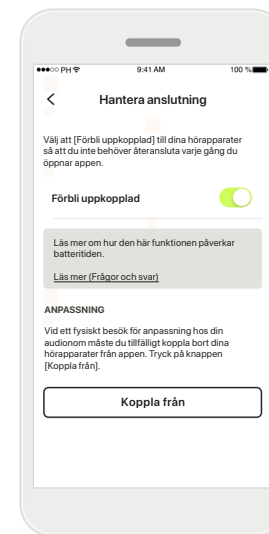 PH 9:41 AM 100 %
Hantera anslutning
Välj att [Förbli uppkopplad] till dina hörapparater
så att du inte behöver återansluta varje gång du
öppnar appen.
Förbli uppkopplad
Läs mer om hur den här funktionen påverkar
batteritiden.
Läs mer (Frågor och svar)
ANPASSNING
Vid ett fysiskt besök för anpassning hos din
audionom måste du tillfälligt koppla bort dina
hörapparater från appen. Tryck på knappen
[Koppla från].
Koppla från